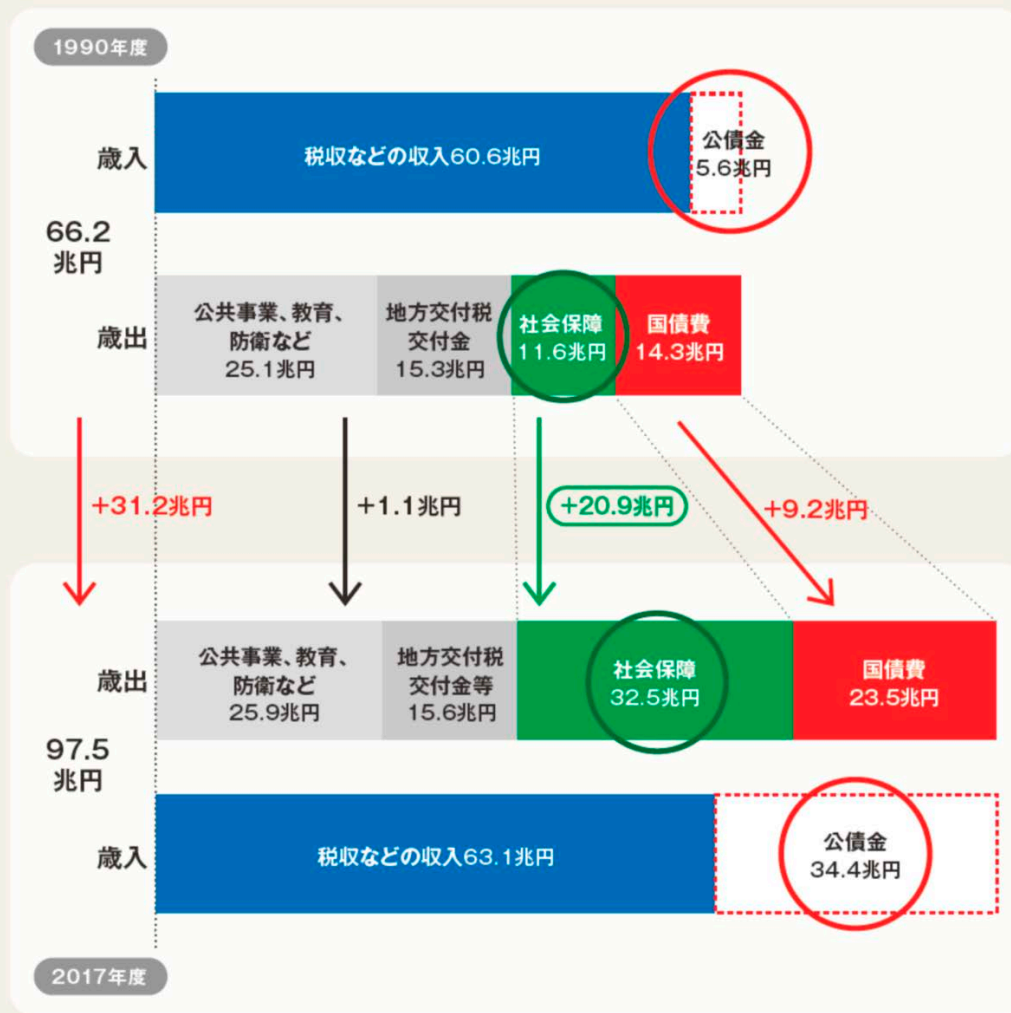 1990年度
歳入
税収などの収入60.6兆円
公債金
5.6兆円
66.2
兆円
歳出
公共事業、教育、
防衛など
25.1兆円
地方交付税
交付金
15.3兆円
社会保障
11.6兆円
国債費
14.3兆円
+31.2兆円
+1.1兆円
+20.9兆円
+9.2兆円
歳出
公共事業、教育、
防衛など
25.9兆円
地方交付税
交付金等
15.6兆円
社会保障
32.5兆円
国債費
23.5兆円
97.5
兆円
歳入
税収などの収入63.1兆円
公債金
34.4兆円
2017年度